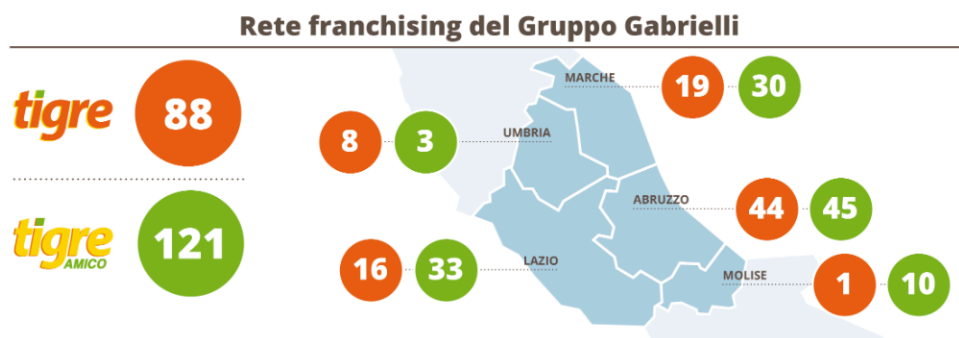 Rete franchising del Gruppo Gabrielli
tigre 88
tigre AMICO 121
MARCHE 19 30
8 3 UMBRIA
ABRUZZO 44 45
16 33 LAZIO
MOLISE 1 10